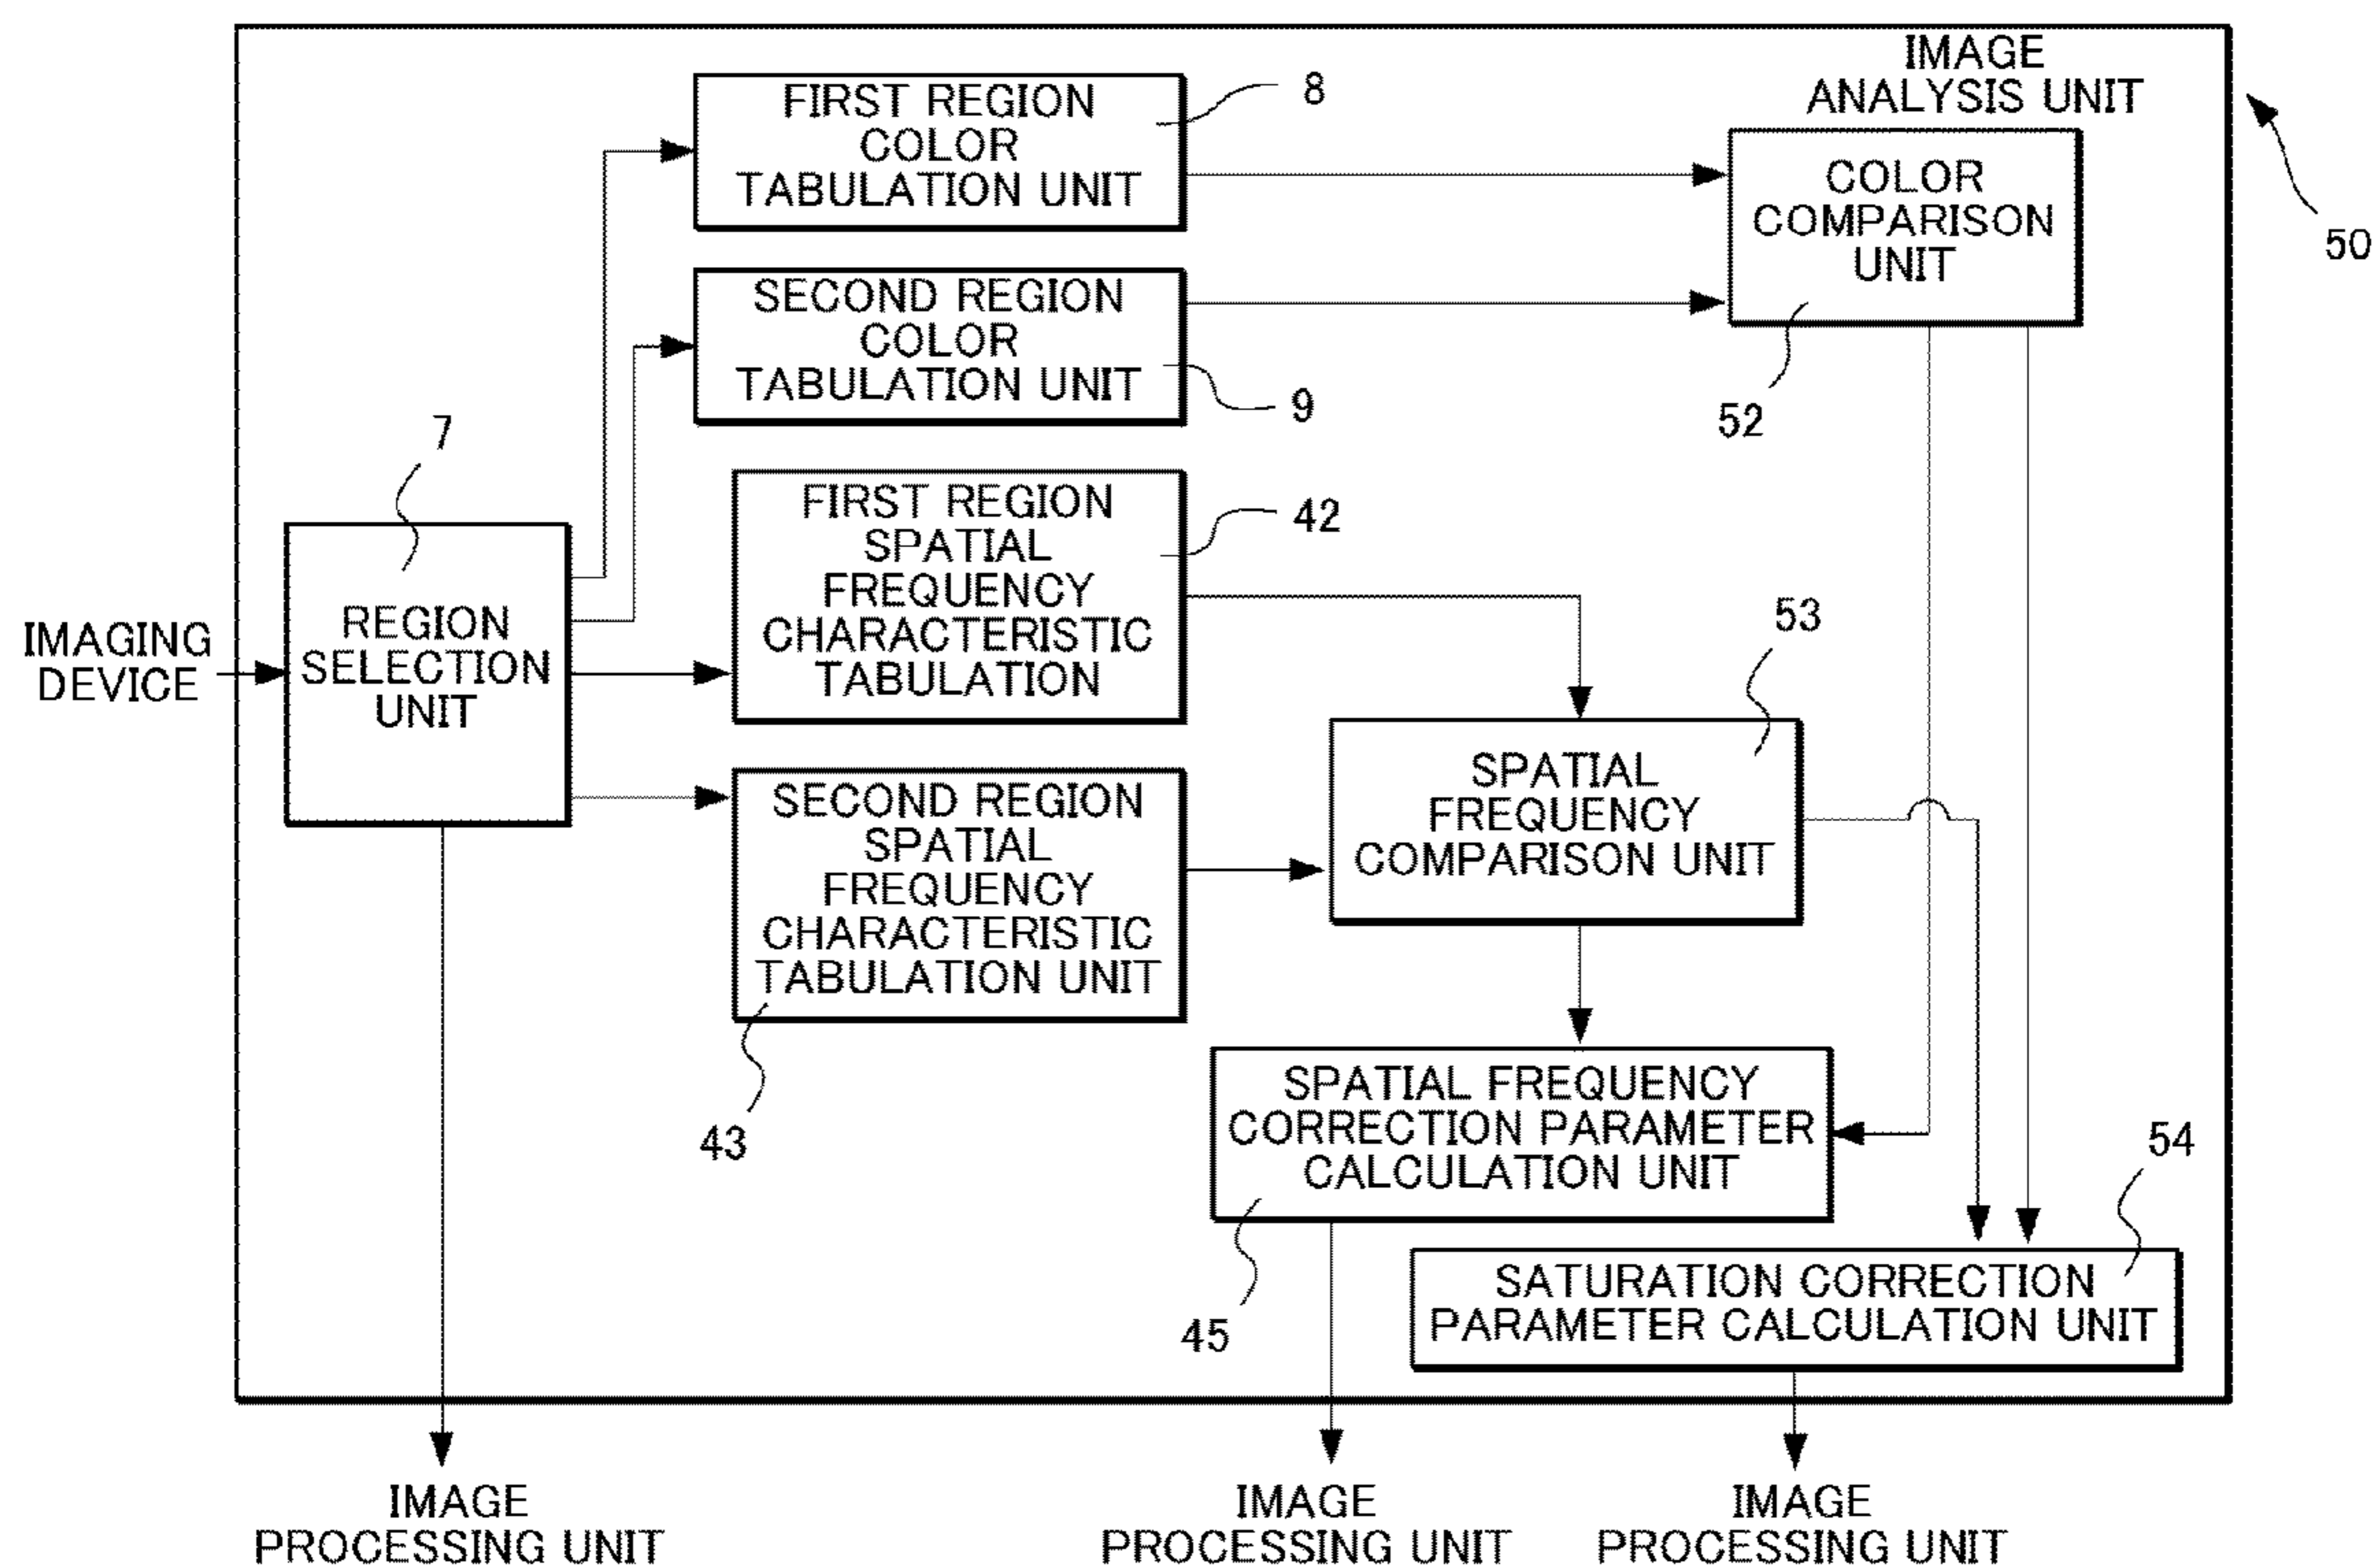 IMAGE
ANALYSIS UNIT
50
FIRST REGION
COLOR
TABULATION UNIT
8
COLOR
COMPARISON
UNIT
52
SECOND REGION
COLOR
TABULATION UNIT
9
7
IMAGING
DEVICE
REGION
SELECTION
UNIT
FIRST REGION
SPATIAL
FREQUENCY
CHARACTERISTIC
TABULATION
42
53
SPATIAL
FREQUENCY
COMPARISON UNIT
SECOND REGION
SPATIAL
FREQUENCY
CHARACTERISTIC
TABULATION UNIT
43
SPATIAL FREQUENCY
CORRECTION PARAMETER
CALCULATION UNIT
45
54
SATURATION CORRECTION
PARAMETER CALCULATION UNIT
IMAGE
PROCESSING UNIT
IMAGE
PROCESSING UNIT
IMAGE
PROCESSING UNIT